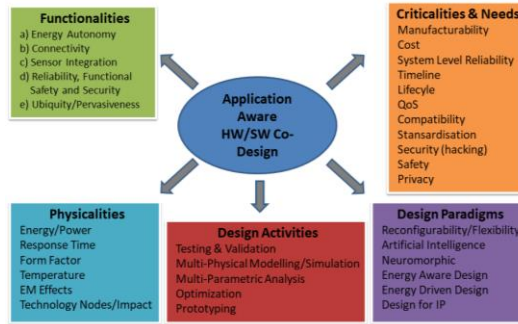 Functionalities
a) Energy Autonomy
b) Connectivity
c) Sensor Integration
d) Reliability, Functional
Safety and Security
e) Ubiquity/Pervasiveness
Criticalities & Needs
Manufacturability
Cost
System Level Reliability
Timeline
Lifecyle
QoS
Compatibility
Stansardisation
Security (hacking)
Safety
Privacy
Application
Aware
HW/SW Co-
Design
Physicalities
Energy/Power
Response Time
Form Factor
Temperature
EM Effects
Technology Nodes/Impact
Design Activities
Testing & Validation
Multi-Physical Modelling/Simulation
Multi-Parametric Analysis
Optimization
Prototyping
Design Paradigms
Reconfigurability/Flexibility
Artificial Intelligence
Neuromorphic
Energy Aware Design
Energy Driven Design
Design for IP